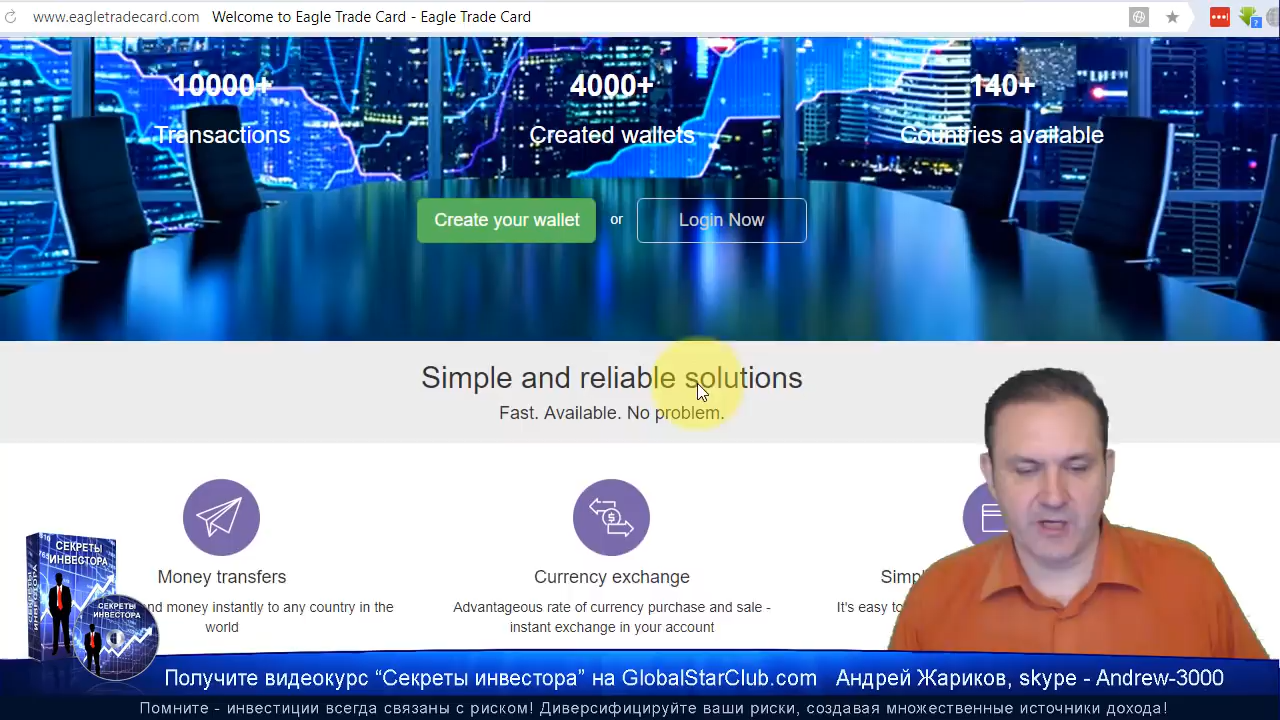 www.eagletradecard.com Welcome to Eagle Trade Card - Eagle Trade Card
10000+
4000+
140+
Transactions
Created wallets
Countries available
Create your wallet
or
Login Now
Simple and reliable solutions
Fast. Available. No problem.
Money transfers
Currency exchange
nd money instantly to any country in the
world
Advantageous rate of currency purchase and sale -
instant exchange in your account
It's easy to
СЕКРЕТЫ
ИНВЕСТОРА
СЕКРЕТЫ
ИНВЕСТОРА
Получите видеокурс “Секреты инвестора” на GlobalStarClub.com Андрей Жариков, skype - Andrew-3000
Помните - инвестиции всегда связаны с риском! Диверсифицируйте ваши риски, создавая множественные источники дохода!